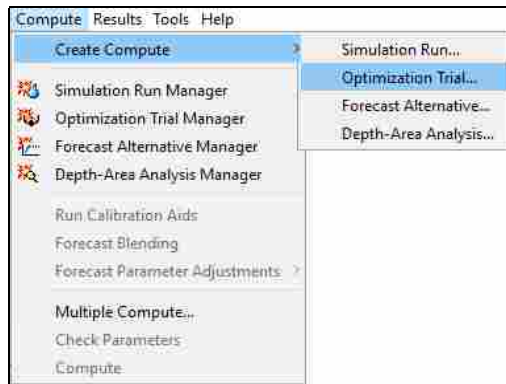 Compute Results Tools Help
Create Compute
Simulation Run...
Optimization Trial...
Forecast Alternative...
Depth-Area Analysis...
Simulation Run Manager
Optimization Trial Manager
Forecast Alternative Manager
Depth-Area Analysis Manager
Run Calibration Aids
Forecast Blending
Forecast Parameter Adjustments
Multiple Compute...
Check Parameters
Compute